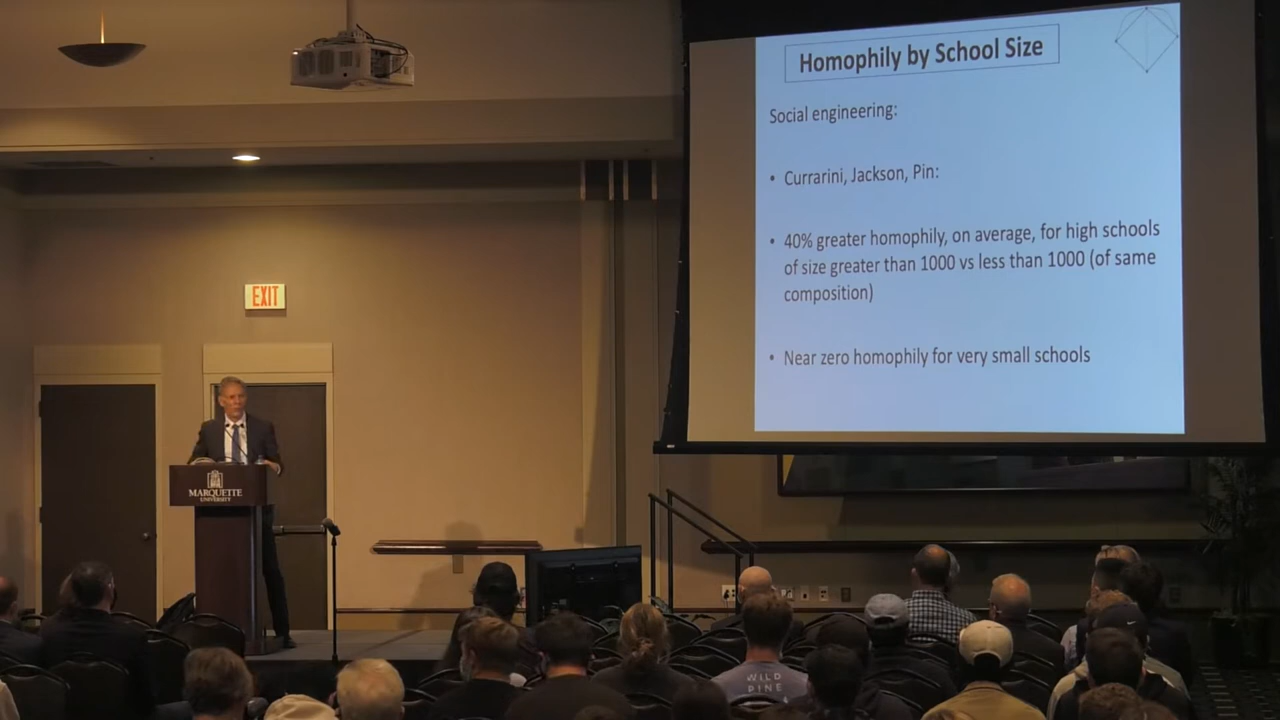 Homophily by School Size
Social engineering:
• Currarini, Jackson, Pin:
• 40% greater homophily, on average, for high schools
of size greater than 1000 vs less than 1000 (of same
composition)
• Near zero homophily for very small schools
EXIT
MARQUETTE
UNIVERSITY
WILD
PINE